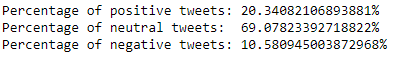 Percentage of positive tweets: 20.34082106893881%
Percentage of neutral tweets:  69.07823392718822%
Percentage of negative tweets: 10.580945003872968%